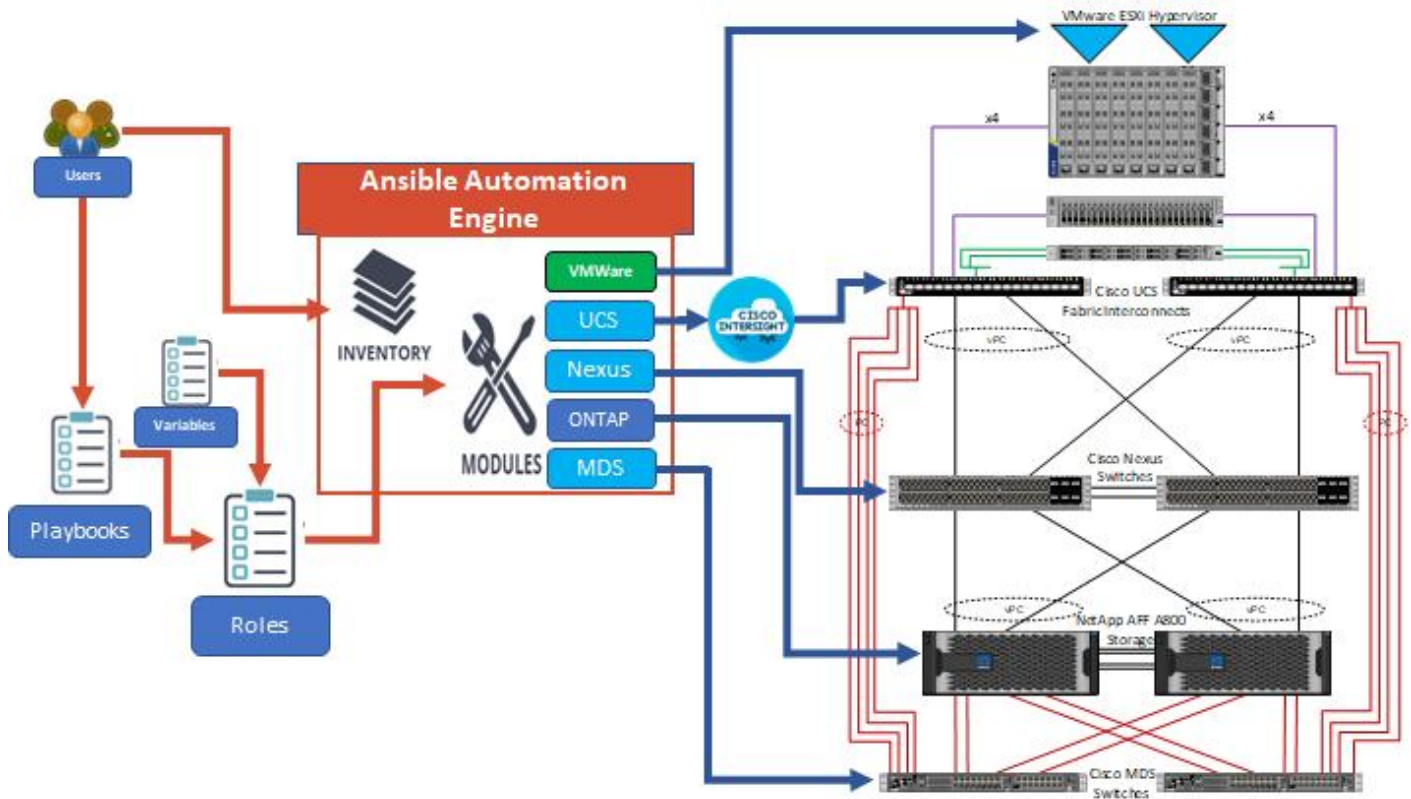 VMware ESXi Hypervisor
x4
x4
Users
Ansible Automation
Engine
VMWare
INVENTORY
UCS
CISCO
INTERSIGHT
Cisco UCS
Fabric Interconnects
vPC
vPC
Nexus
Variables
ONTAP
PC
PC
MODULES
MDS
Cisco Nexus
Switches
Playbooks
Roles
vPC
vPC
NetApp AFF A800
Storage
Cisco MDS
Switches